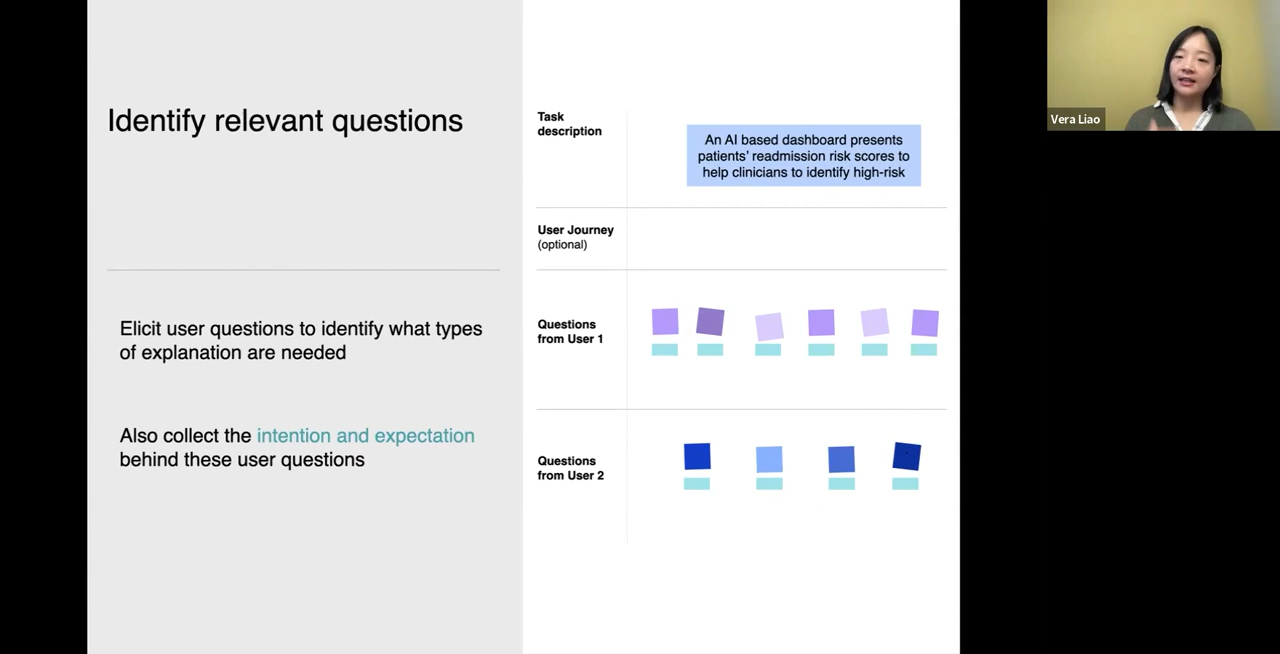 Identify relevant questions
Elicit user questions to identify what types
of explanation are needed
Also collect the intention and expectation
behind these user questions
Task
description
An AI based dashboard presents
patients’ readmission risk scores to
help clinicians to identify high-risk
User Journey
(optional)
Questions
from User 1
Questions
from User 2
Vera Liao